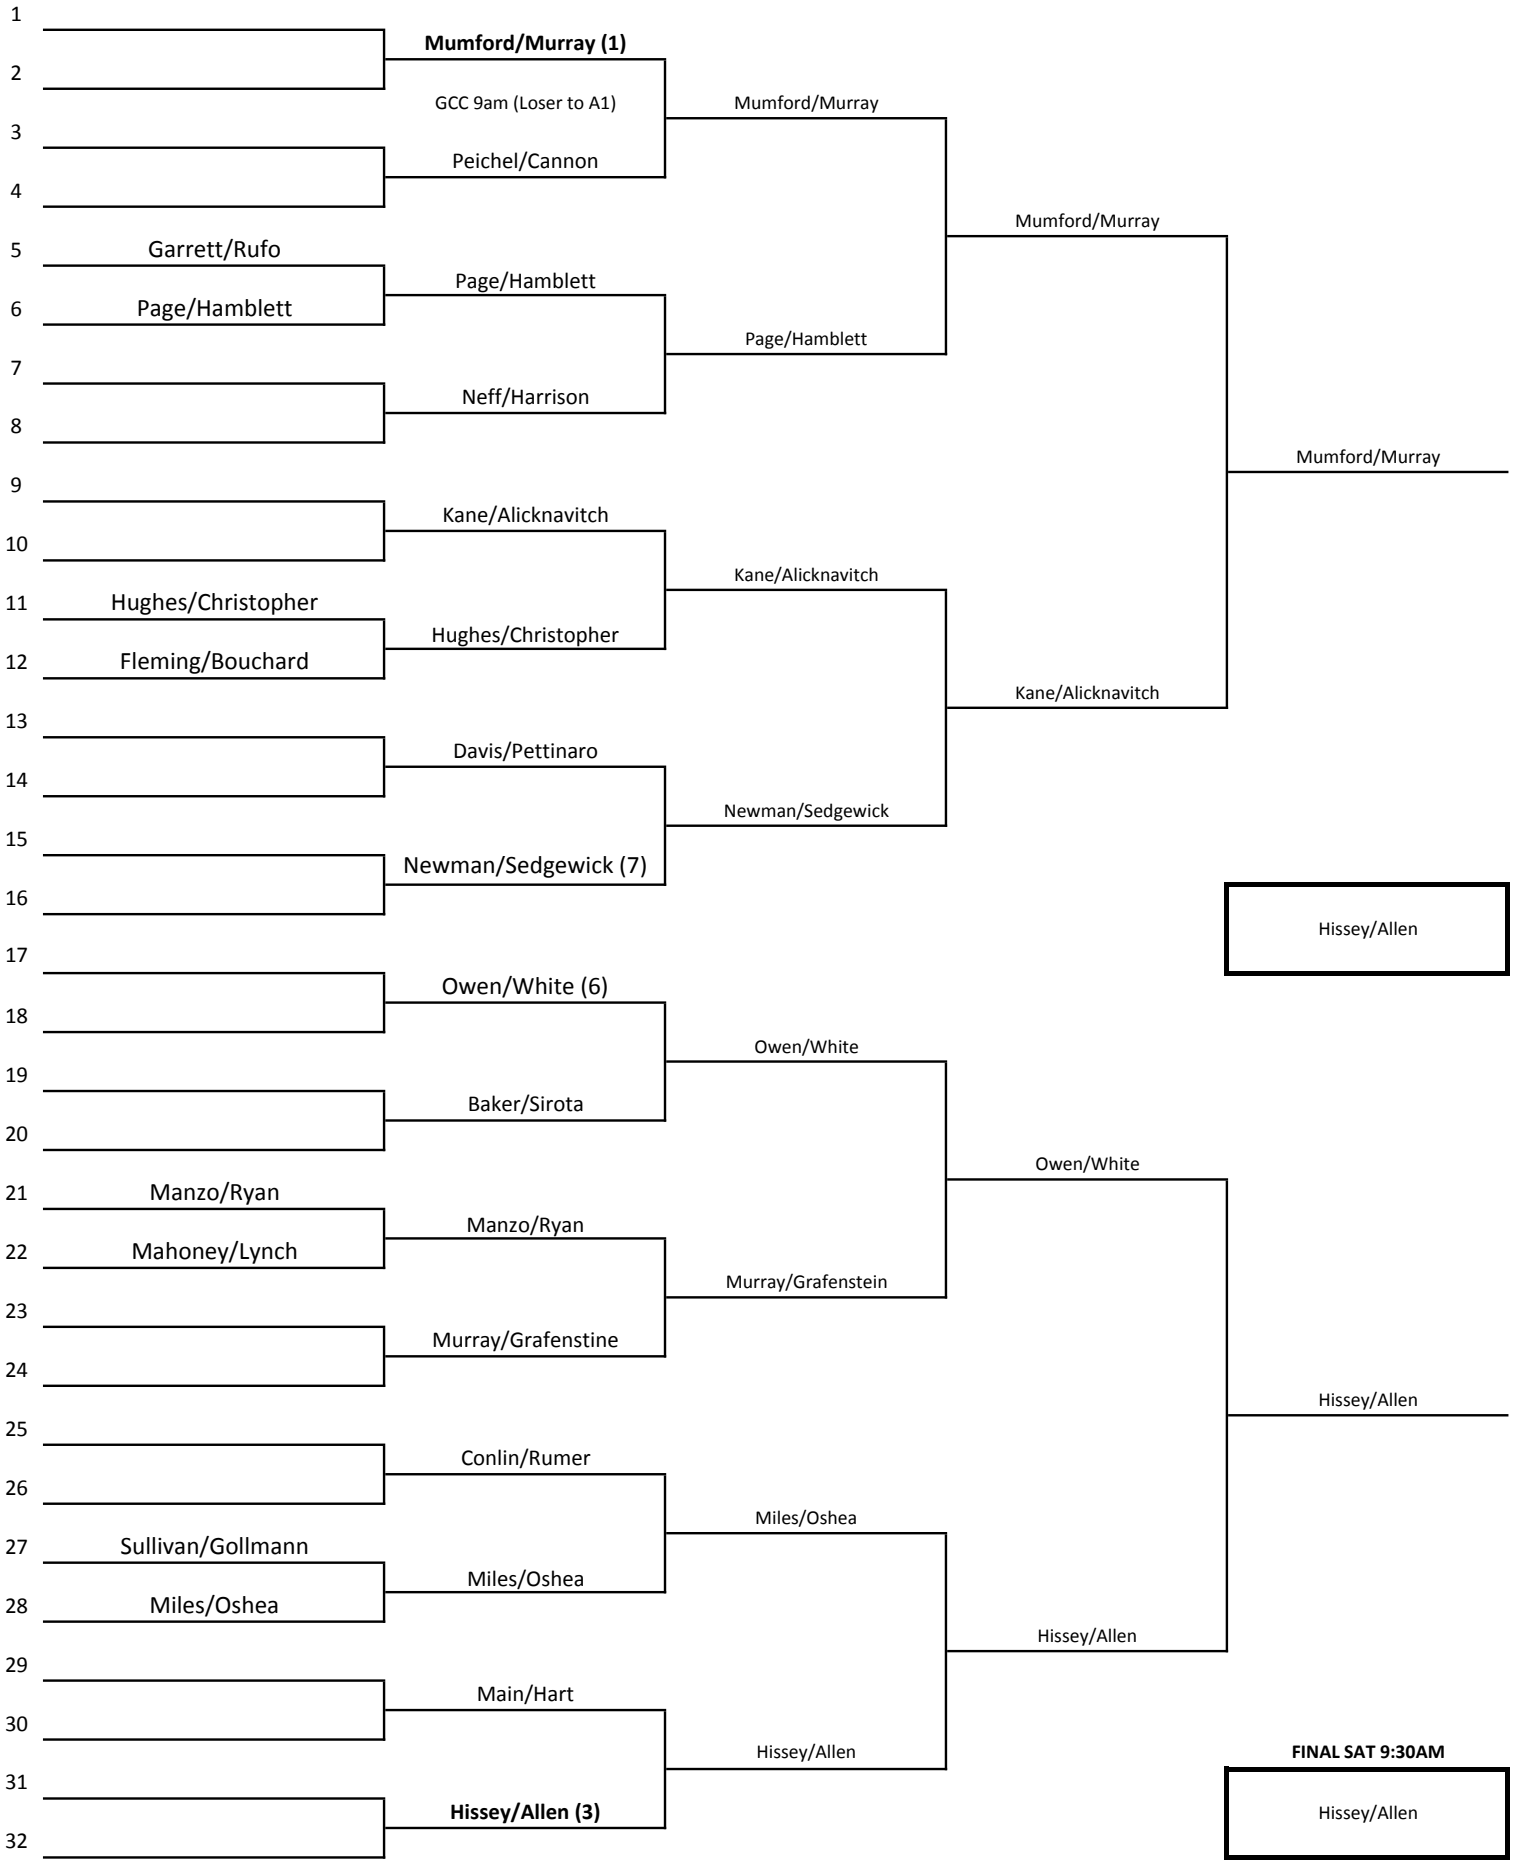 1
Mumford/Murray (1)
2
GCC 9am (Loser to A1)
Mumford/Murray
3
Peichel/Cannon
4
Mumford/Murray
5
Garrett/Rufo
Page/Hamblett
6
Page/Hamblett
Page/Hamblett
7
Neff/Harrison
8
Mumford/Murray
9
Kane/Alicknavitch
10
Kane/Alicknavitch
11
Hughes/Christopher
Hughes/Christopher
12
Fleming/Bouchard
Kane/Alicknavitch
13
Davis/Pettinaro
14
Newman/Sedgewick
15
Newman/Sedgewick (7)
16
Hissey/Allen
17
Owen/White (6)
18
Owen/White
19
Baker/Sirota
20
Owen/White
21
Manzo/Ryan
Manzo/Ryan
22
Mahoney/Lynch
Murray/Grafenstein
23
Murray/Grafenstine
24
Hissey/Allen
25
Conlin/Rumer
26
Miles/Oshea
27
Sullivan/Gollmann
Miles/Oshea
28
Miles/Oshea
Hissey/Allen
29
Main/Hart
30
Hissey/Allen
FINAL SAT 9:30AM
31
Hissey/Allen (3)
Hissey/Allen
32